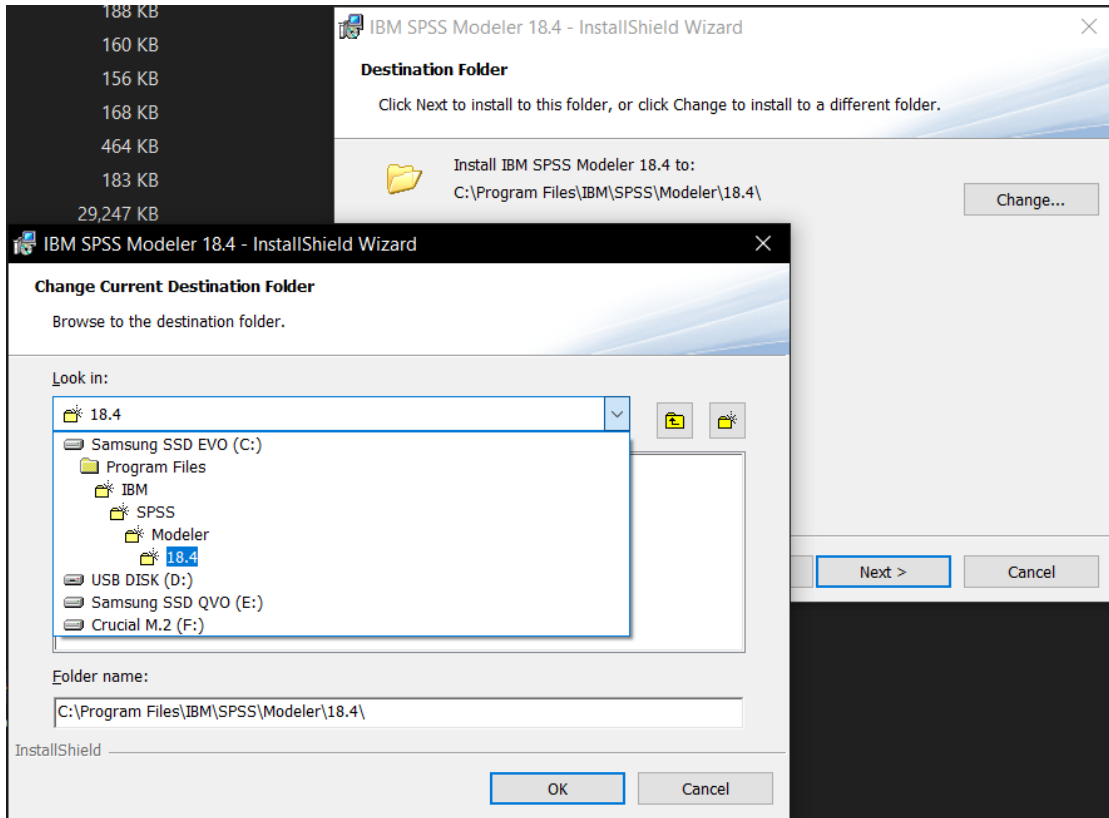 188 KB
160 KB
156 KB
168 KB
464 KB
183 KB
29,247 KB
IBM SPSS Modeler 18.4 - InstallShield Wizard
Destination Folder
Click Next to install to this folder, or click Change to install to a different folder.
Install IBM SPSS Modeler 18.4 to:
C:\Program Files\IBM\SPSS\Modeler\18.4\
Change...
Next >
Cancel
IBM SPSS Modeler 18.4 - InstallShield Wizard
Change Current Destination Folder
Browse to the destination folder.
Look in:
18.4
Samsung SSD EVO (C:)
Program Files
IBM
SPSS
Modeler
18.4
USB DISK (D:)
Samsung SSD QVO (E:)
Crucial M.2 (F:)
Folder name:
C:\Program Files\IBM\SPSS\Modeler\18.4\
InstallShield
OK
Cancel